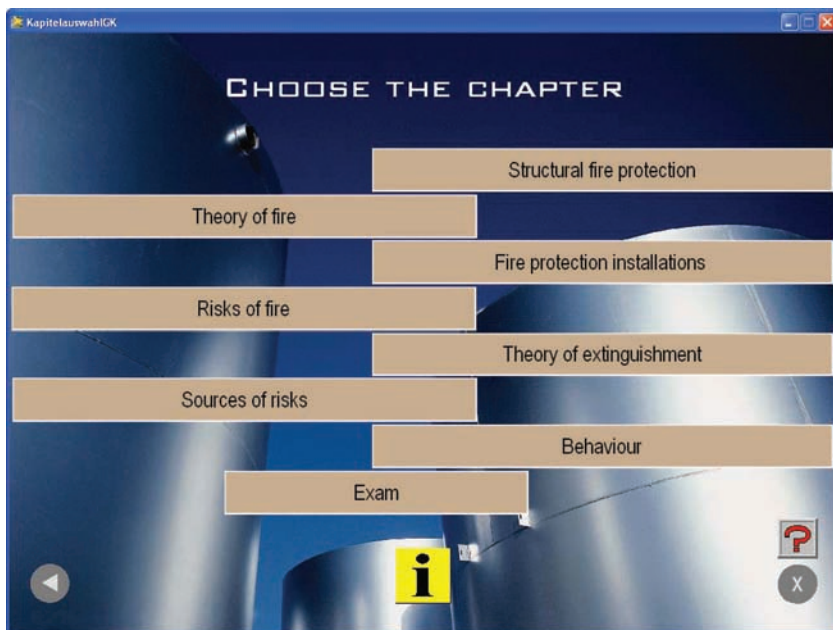 KapitelauswahlGK
CHOOSE THE CHAPTER
Structural fire protection
Theory of fire
Fire protection installations
Risks of fire
Theory of extinguishment
Sources of risks
Behaviour
Exam
i
?
X